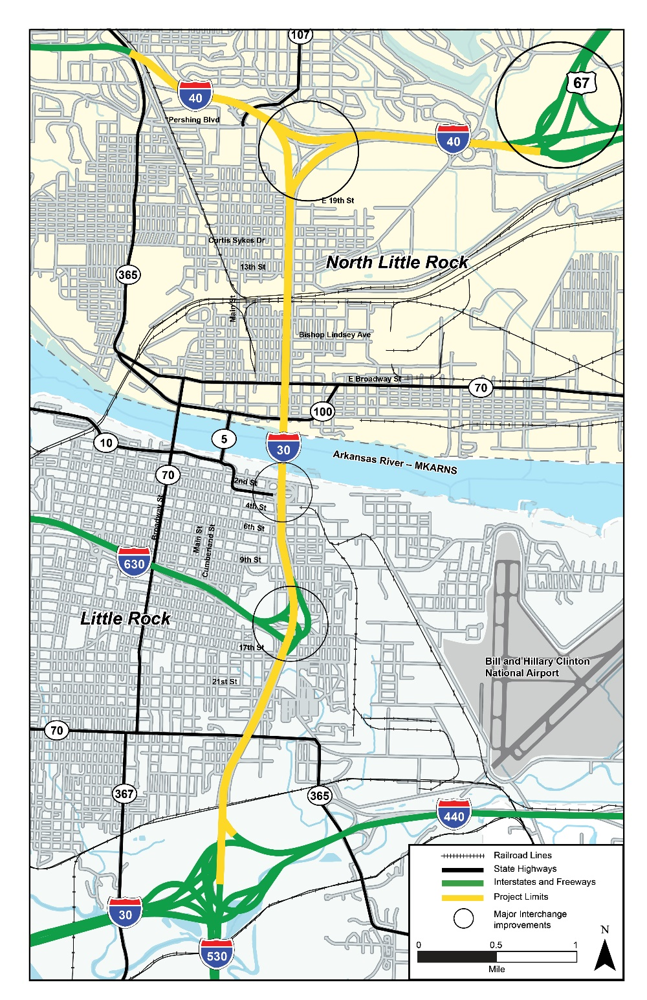 107
67
40
Pershing Blvd
40
E 19th St
Curtis Sykes Dr
North Little Rock
13th St
365
Main St
Bishop Lindsey Ave
E Broadway St
70
100
10
5
30
Arkansas River – MKARNS
70
2nd St
4th St
Broadway St
6th St
Main St
Cumberland St
9th St
630
Little Rock
17th St
Bill and Hillary Clinton
National Airport
21st St
70
367
365
440
30
530
Railroad Lines
State Highways
Interstates and Freeways
Project Limits
Major Interchange
improvements
N
0 0.5 1
Mile